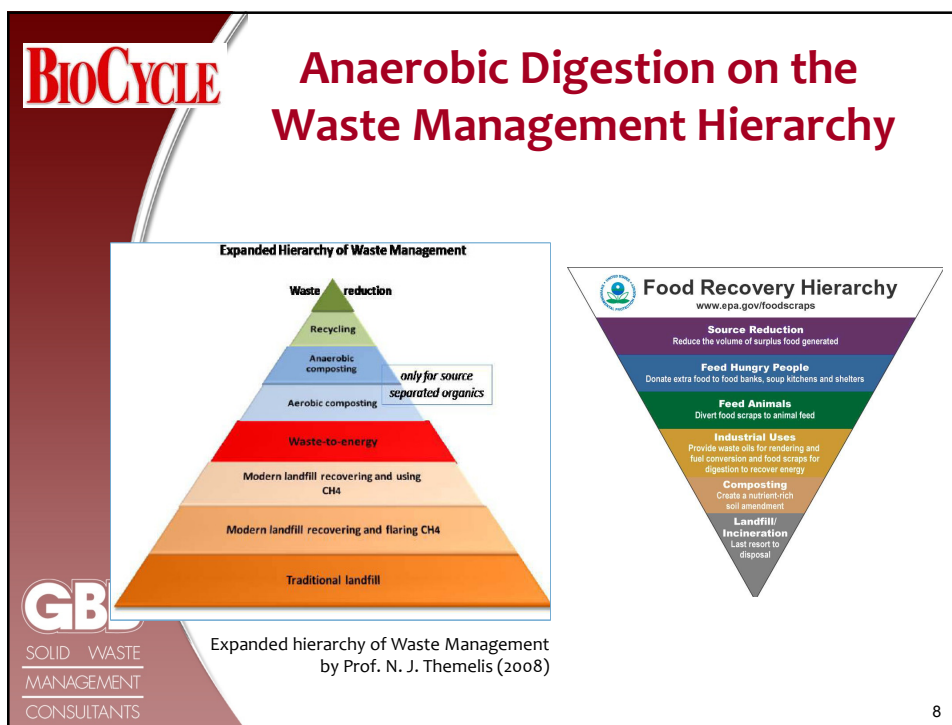 BIOCYCLE
Anaerobic Digestion on the
Waste Management Hierarchy
Expanded Hierarchy of Waste Management
Waste reduction
Recycling
Anaerobic
composting
only for source
separated organics
Aerobic composting
Waste-to-energy
Modern landfill recovering and using
CH4
Modern landfill recovering and flaring CH4
Traditional landfill
Food Recovery Hierarchy
www.epa.gov/foodscraps
Source Reduction
Reduce the volume of surplus food generated
Feed Hungry People
Donate extra food to food banks, soup kitchens and shelters
Feed Animals
Divert food scraps to animal feed
Industrial Uses
Provide waste oils for rendering and
fuel conversion and food scraps for
digestion to recover energy
Composting
Create a nutrient-rich
soil amendment
Landfill/
Incineration
Last resort to
disposal
Expanded hierarchy of Waste Management
by Prof. N. J. Themelis (2008)
SOLID WASTE
MANAGEMENT
CONSULTANTS
8